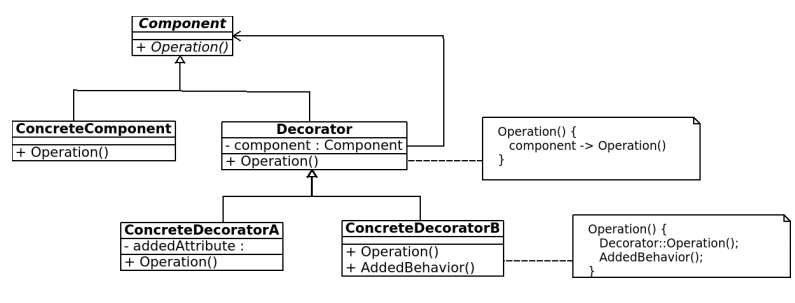 Component
+ Operation()
ConcreteComponent
+ Operation()
Decorator
- component : Component
+ Operation()
Operation() {
component -> Operation()
}
ConcreteDecoratorA
- addedAttribute :
+ Operation()
ConcreteDecoratorB
+ Operation()
+ AddedBehavior()
Operation() {
Decorator::Operation();
AddedBehavior();
}